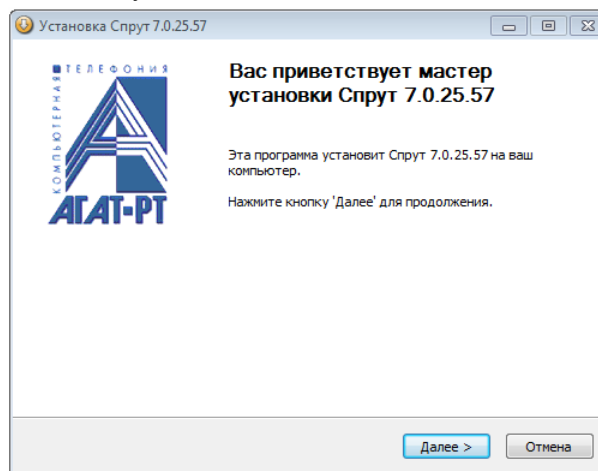 Установка Спрут 7.0.25.57
КОМПЬЮТЕРНАЯ
ТЕЛЕФОНИЯ
АГАТ-РТ
Вас приветствует мастер
установки Спрут 7.0.25.57
Эта программа установит Спрут 7.0.25.57 на ваш
компьютер.
Нажмите кнопку 'Далее' для продолжения.
Далее >
Отмена